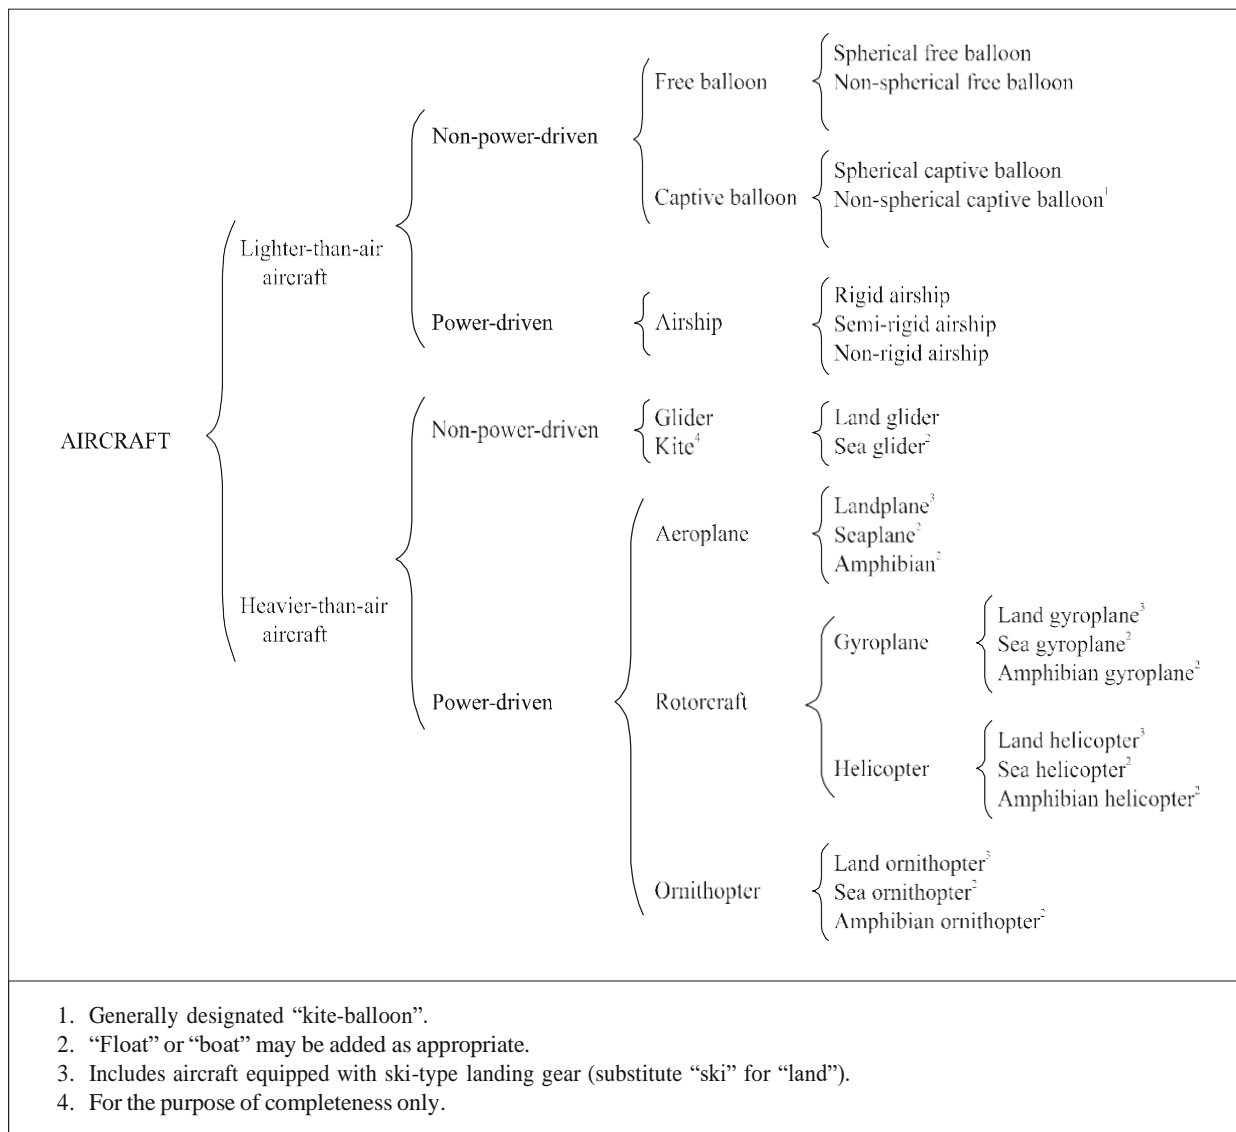 Spherical free balloon
Free balloon
Non-spherical free balloon
Non-power-driven
Spherical captive balloon
Captive balloon
Non-spherical captive balloon¹
Lighter-than-air
aircraft
Rigid airship
Power-driven
Airship
Semi-rigid airship
Non-rigid airship
AIRCRAFT
Non-power-driven
Glider
Kite⁴
Land glider
Sea glider²
Landplane³
Aeroplane
Seaplane²
Amphibian²
Heavier-than-air
aircraft
Land gyroplane³
Gyroplane
Sea gyroplane²
Amphibian gyroplane²
Power-driven
Rotorcraft
Land helicopter³
Helicopter
Sea helicopter²
Amphibian helicopter²
Land ornithopter³
Ornithopter
Sea ornithopter²
Amphibian ornithopter²
1. Generally designated “kite-balloon”.
2. “Float” or “boat” may be added as appropriate.
3. Includes aircraft equipped with ski-type landing gear (substitute “ski” for “land”).
4. For the purpose of completeness only.